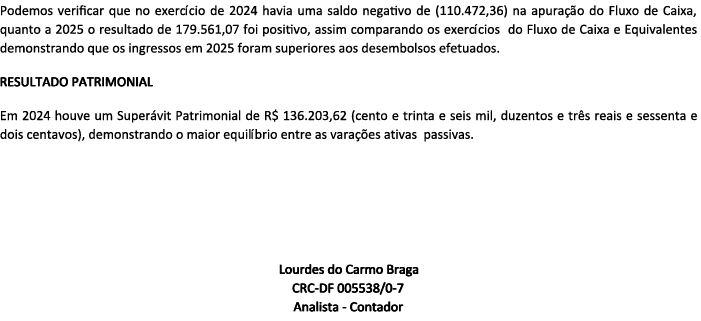 Podemos verificar que no exercício de 2024 havia uma saldo negativo de (110.472,36) na apuração do Fluxo de Caixa,
quanto a 2025 o resultado de 179.561,07 foi positivo, assim comparando os exercícios do Fluxo de Caixa e Equivalentes
demonstrando que os ingressos em 2025 foram superiores aos desembolsos efetuados.
RESULTADO PATRIMONIAL
Em 2024 houve um Superávit Patrimonial de R$ 136.203,62 (cento e trinta e seis mil, duzentos e três reais e sessenta e
dois centavos), demonstrando o maior equilíbrio entre as varações ativas passivas.
Lourdes do Carmo Braga
CRC-DF 005538/0-7
Analista - Contador